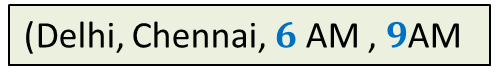 (Delhi, Chennai, 6 AM , 9AM